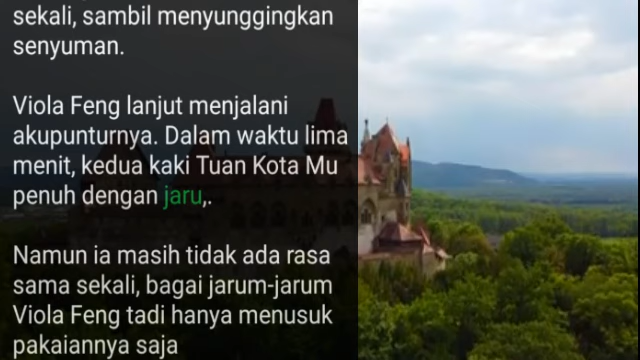 sekali, sambil menyunggingkan
senyuman.
Viola Feng lanjut menjalani
akupunturnya. Dalam waktu lima
menit, kedua kaki Tuan Kota Mu
penuh dengan jaru,.
Namun ia masih tidak ada rasa
sama sekali, bagai jarum-jarum
Viola Feng tadi hanya menusuk
pakaiannya saja